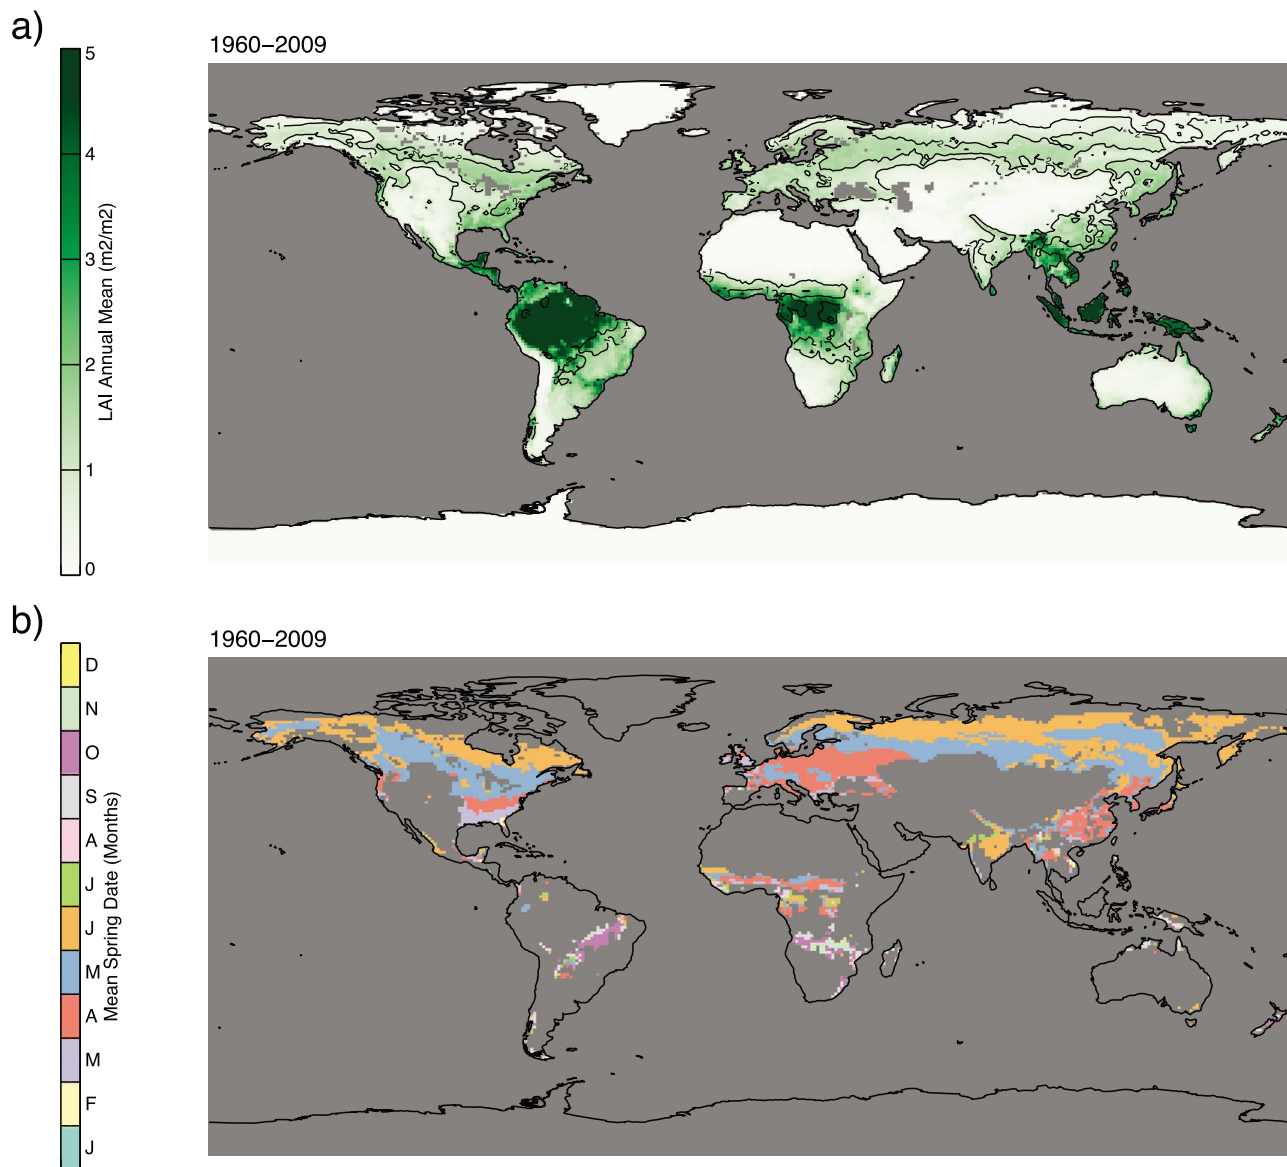 a)
1960–2009
5
4
3
2
1
0
LAI Annual Mean (m2/m2)
b)
1960–2009
D
N
O
S
A
J
J
M
A
M
F
J
Mean Spring Date (Months)